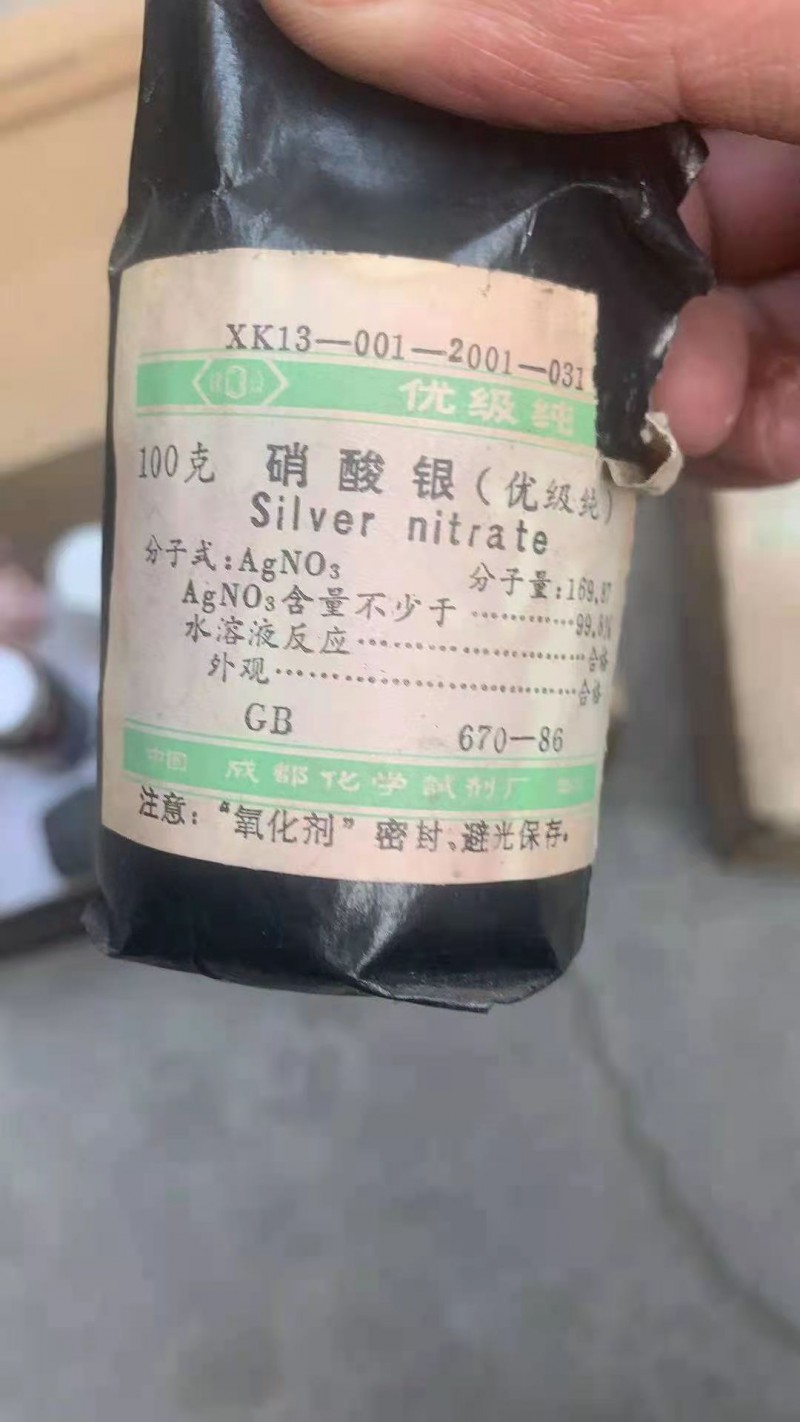 XK13—001—2001—031
优级纯
100克 硝酸银(优级纯)
Silver nitrate
分子式:AgNO₃ 分子量:169.87
AgNO₃含量不少于…………99.8%
水溶液反应…………………………合格
外观…………………………………合格
GB 670—86
中国 成都化学試剂厂
注意:“氧化剂”密封、避光保存.